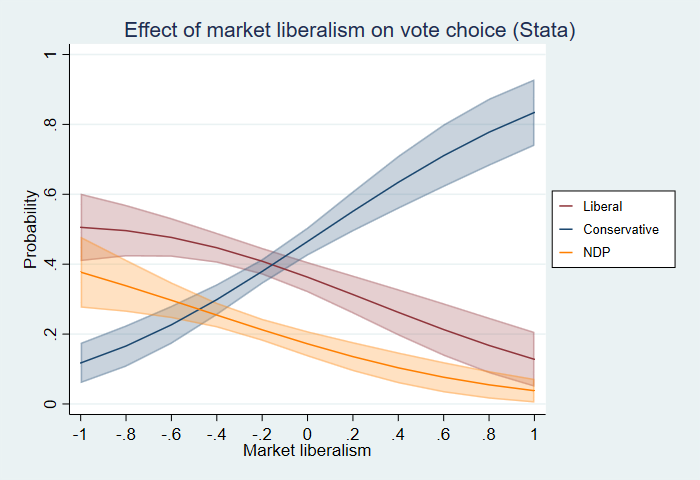 Effect of market liberalism on vote choice (Stata)
Probability
1
.8
.6
.4
.2
0
-1 -.8 -.6 -.4 -.2 0 .2 .4 .6 .8 1
Market liberalism
Liberal
Conservative
NDP